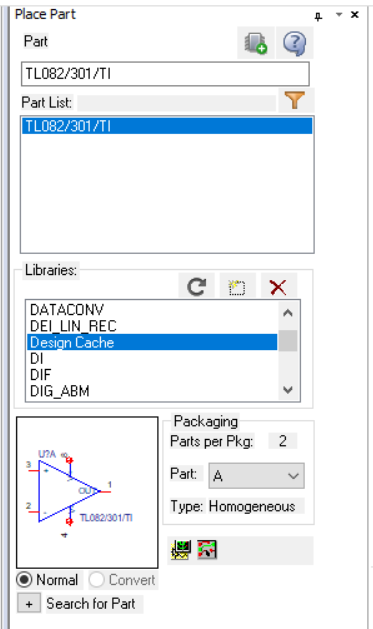 Place Part
Part
TL082/301/TI
Part List:
TL082/301/TI
Libraries:
DATACONV
DEI_LIN_REC
Design Cache
DI
DIF
DIG_ABM
Packaging
Parts per Pkg: 2
Part: A
Type: Homogeneous
U?A
8
3
+
OUT
1
2
-
TL082/301/TI
4
Normal Convert
+ Search for Part